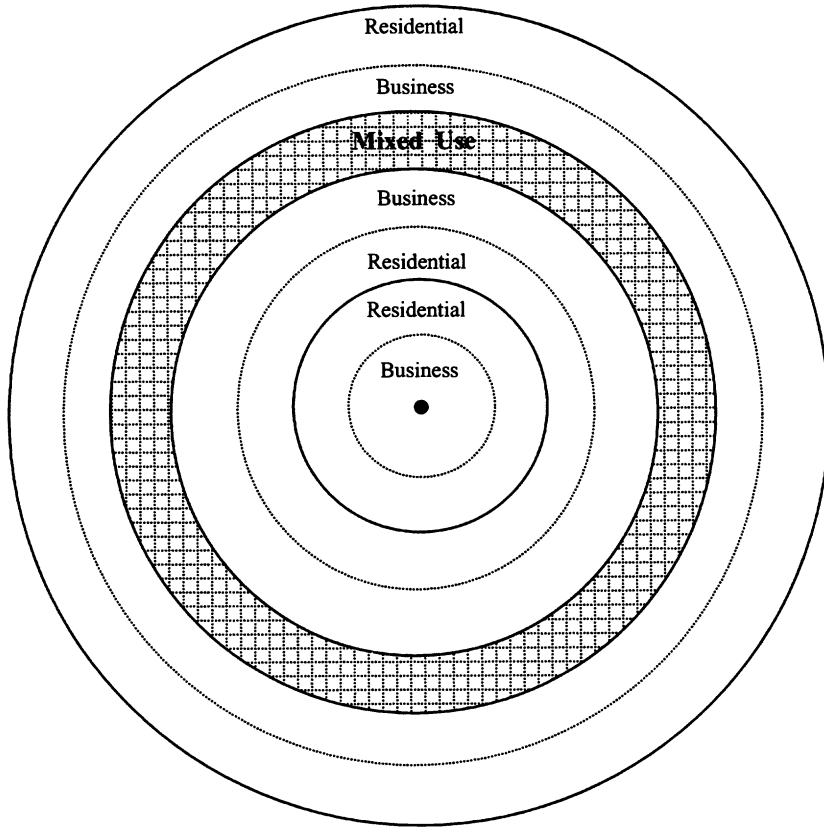 Residential
Business
Mixed Use
Business
Residential
Residential
Business